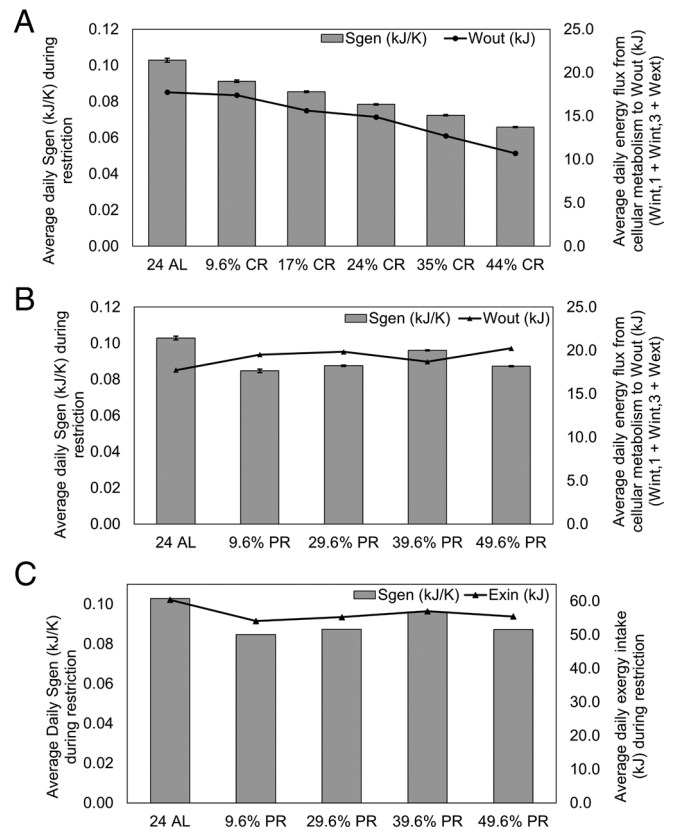 A
Sgen (kJ/K)
Wout (kJ)
Average daily Sgen (kJ/K) during
restriction
0.12
0.10
0.08
0.06
0.04
0.02
0.00
25.0
20.0
15.0
10.0
5.0
0.0
Average daily energy flux from
cellular metabolism to Wout (kJ)
(Wint,1 + Wint,3 + Wext)
24 AL
9.6% CR
17% CR
24% CR
35% CR
44% CR
B
Sgen (kJ/K)
Wout (kJ)
Average daily Sgen (kJ/K) during
restriction
0.12
0.10
0.08
0.06
0.04
0.02
0.00
25.0
20.0
15.0
10.0
5.0
0.0
Average daily energy flux from
cellular metabolism to Wout (kJ)
(Wint,1 + Wint,3 + Wext)
24 AL
9.6% PR
29.6% PR
39.6% PR
49.6% PR
C
Sgen (kJ/K)
Exin (kJ)
Average Daily Sgen (kJ/K)
during restriction
0.10
0.08
0.06
0.04
0.02
0.00
60.0
50.0
40.0
30.0
20.0
10.0
0.0
Average daily exergy intake
(kJ) during restriction
24 AL
9.6% PR
29.6% PR
39.6% PR
49.6% PR